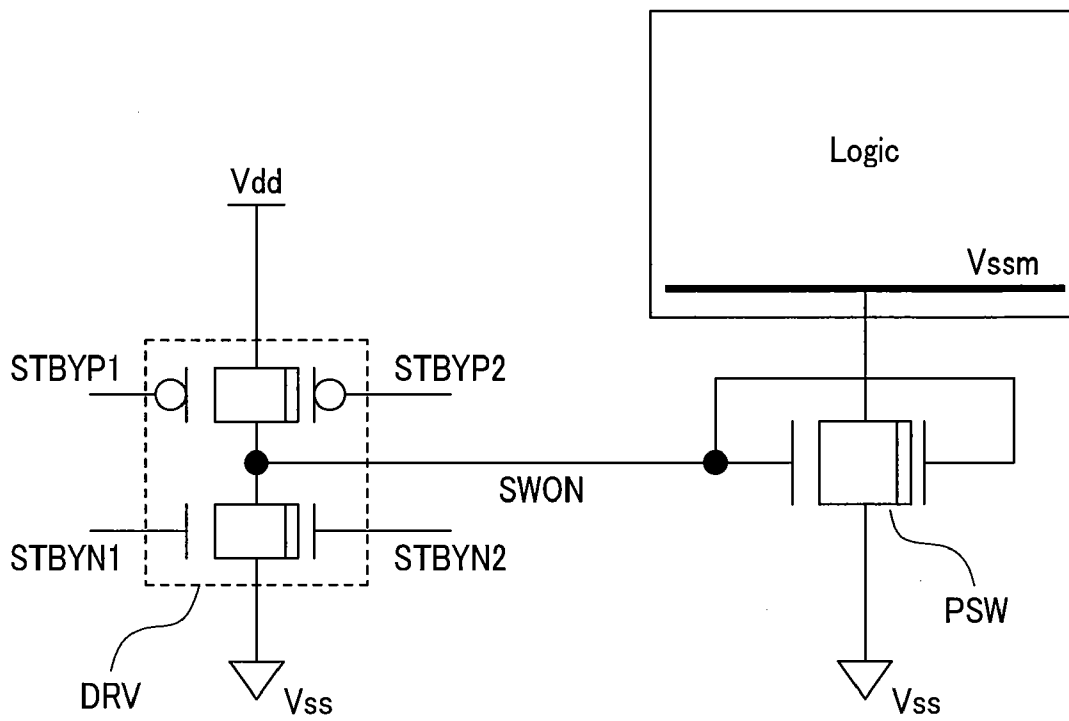 Logic
Vdd
Vssm
STBYP1
STBYP2
SWON
STBYN1
STBYN2
PSW
DRV
Vss
Vss